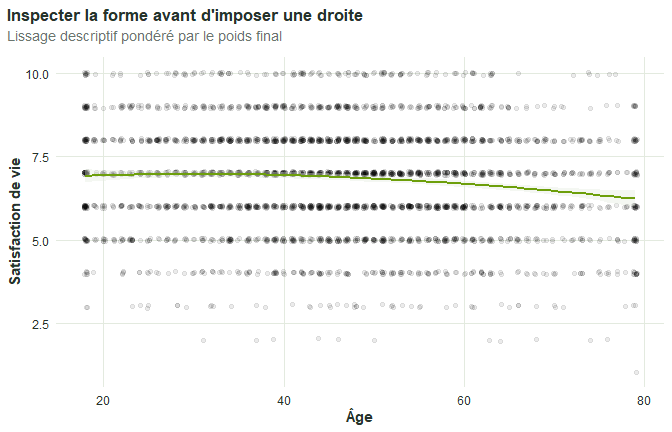 Inspecter la forme avant d'imposer une droite
Lissage descriptif pondéré par le poids final
10.0
7.5
5.0
2.5
Satisfaction de vie
20
40
60
80
Âge